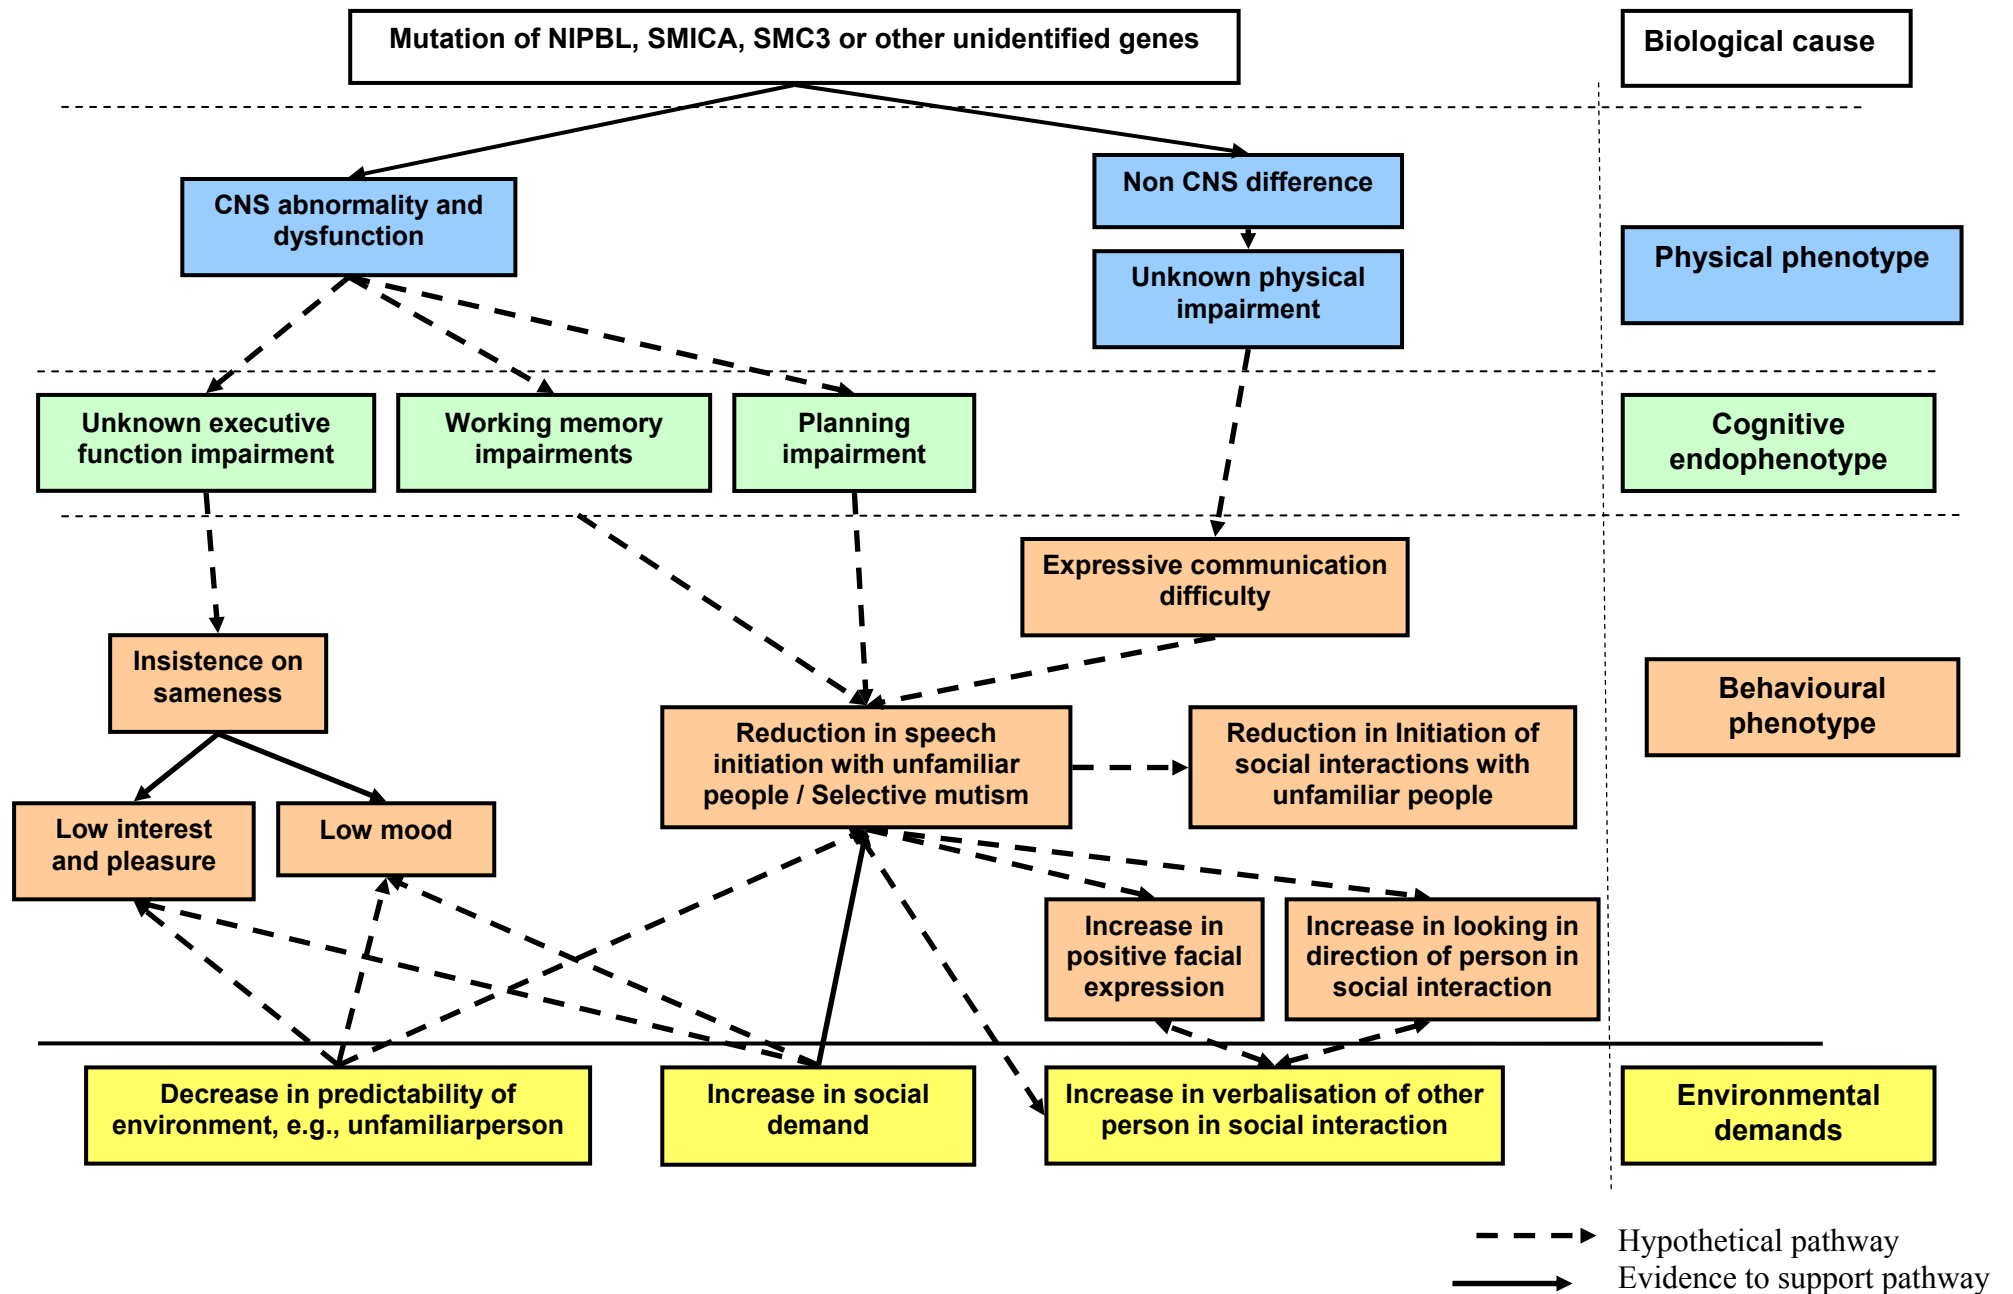 Mutation of NIPBL, SMICA, SMC3 or other unidentified genes
Biological cause
CNS abnormality and
dysfunction
Non CNS difference
Unknown physical
impairment
Physical phenotype
Unknown executive
function impairment
Working memory
impairments
Planning
impairment
Cognitive
endophenotype
Expressive communication
difficulty
Insistence on
sameness
Reduction in speech
initiation with unfamiliar
people / Selective mutism
Reduction in Initiation of
social interactions with
unfamiliar people
Behavioural
phenotype
Low interest
and pleasure
Low mood
Increase in
positive facial
expression
Increase in looking in
direction of person in
social interaction
Decrease in predictability of
environment, e.g., unfamiliarperson
Increase in social
demand
Increase in verbalisation of other
person in social interaction
Environmental
demands
Hypothetical pathway
Evidence to support pathway